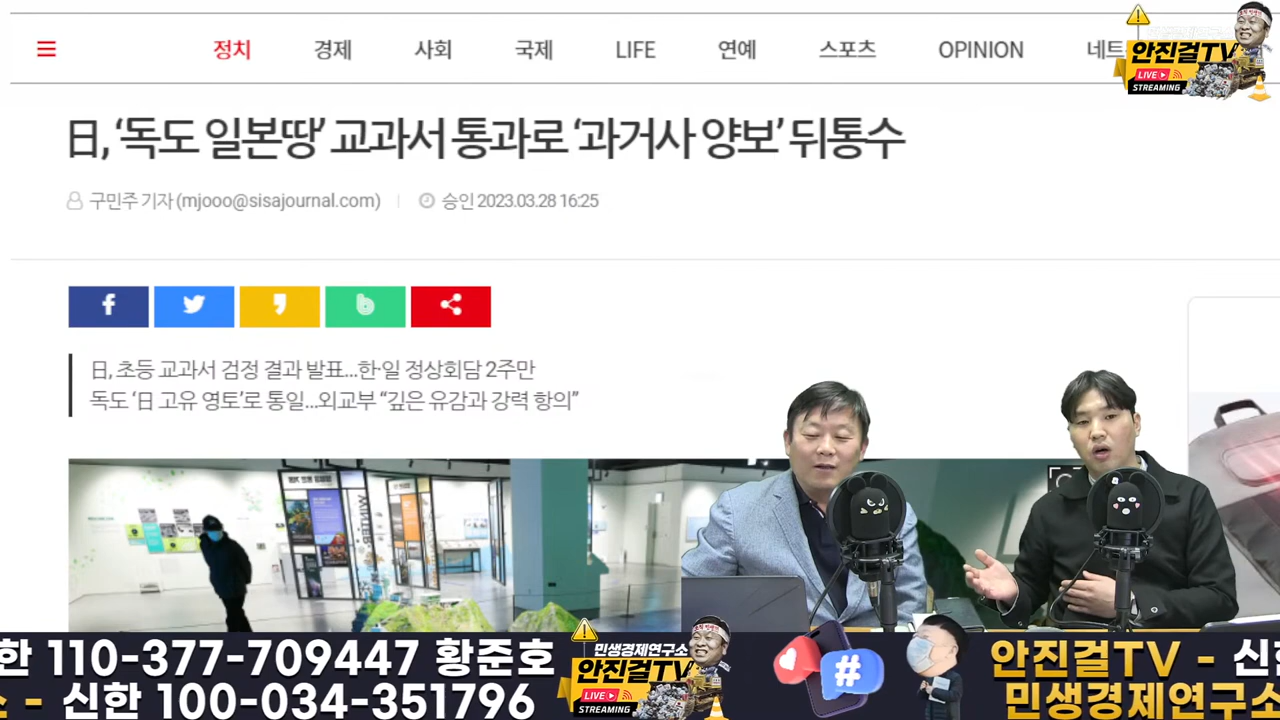 정치 경제 사회 국제 LIFE 연예 스포츠 OPINION 네트
안진걸TV
LIVE
STREAMING
日, ‘독도 일본땅’ 교과서 통과로 ‘과거사 양보’ 뒤통수
구민주 기자 (mjooo@sisajournal.com) 승인 2023.03.28 16:25
日, 초등 교과서 검정 결과 발표…한·일 정상회담 2주만
독도 ‘日 고유 영토’로 통일…외교부 “깊은 유감과 강력 항의”
WINTER
한 110-377-709447 황준호
- 신한 100-034-351796
민생경제연구소
안진걸TV
LIVE
STREAMING
#
안진걸TV - 신한
민생경제연구소